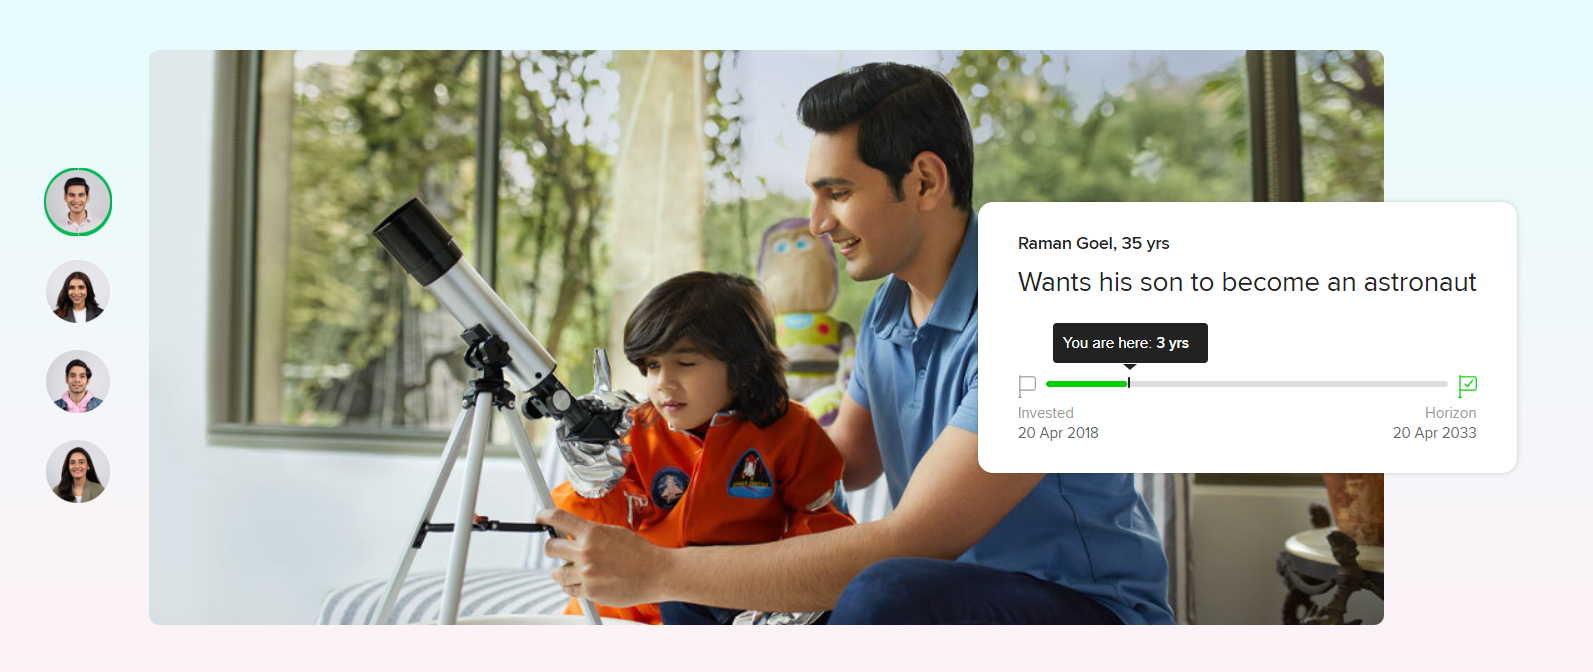 Raman Goel, 35 yrs
Wants his son to become an astronaut
You are here: 3 yrs
Invested
Horizon
20 Apr 2018
20 Apr 2033